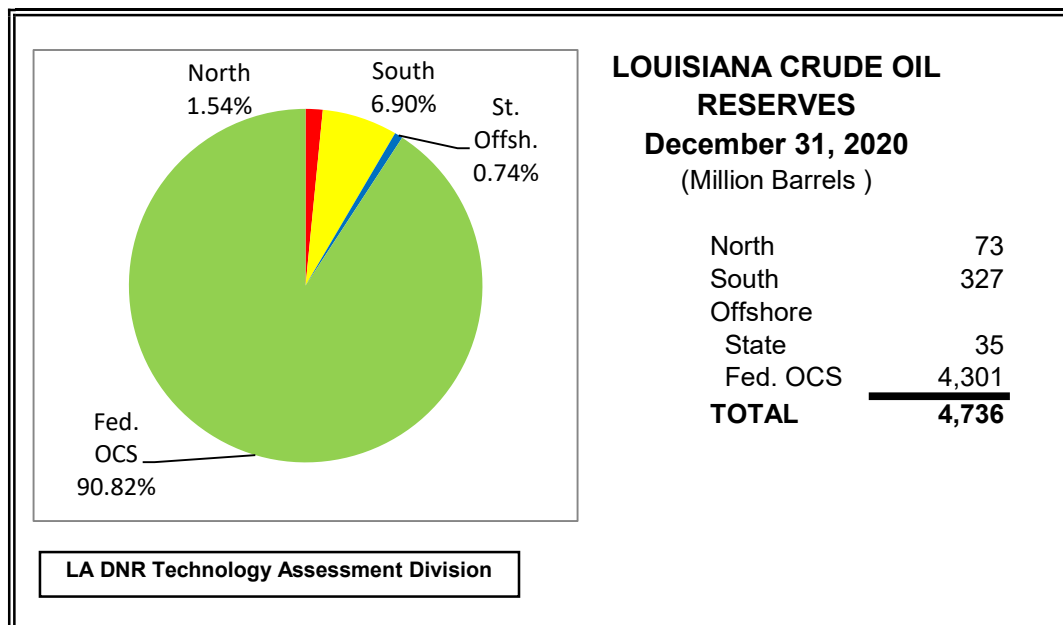 North
1.54%
South
6.90%
St.
Offsh.
0.74%
Fed.
OCS
90.82%
LOUISIANA CRUDE OIL
RESERVES
December 31, 2020
(Million Barrels )
North 73
South 327
Offshore
State 35
Fed. OCS 4,301
TOTAL 4,736
LA DNR Technology Assessment Division